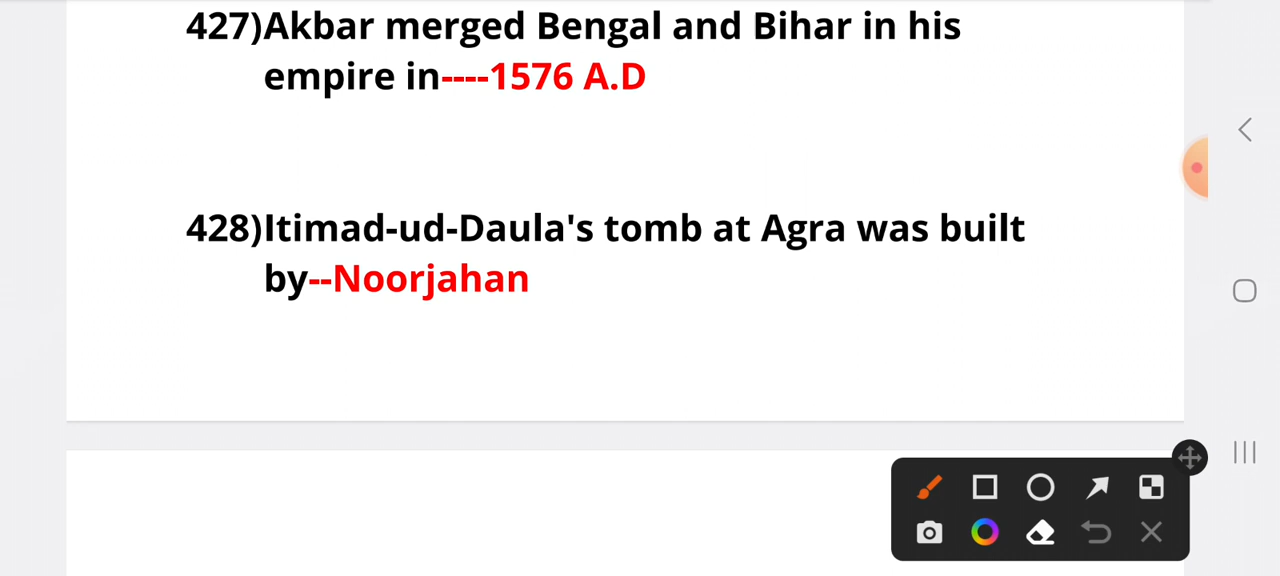 427)Akbar merged Bengal and Bihar in his
empire in----1576 A.D
428)Itimad-ud-Daula's tomb at Agra was built
by--Noorjahan